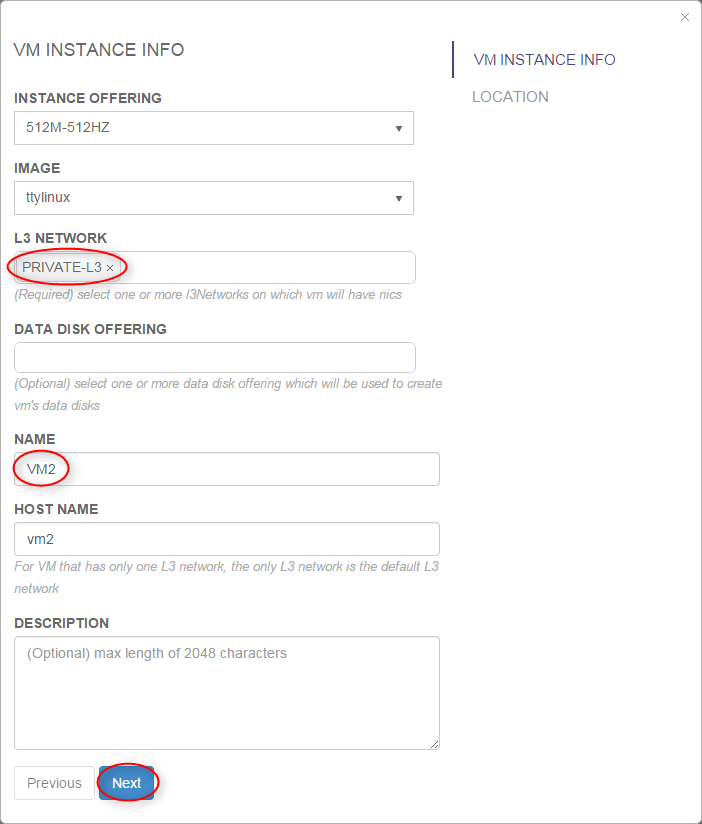 VM INSTANCE INFO
VM INSTANCE INFO
LOCATION
INSTANCE OFFERING
512M-512HZ
IMAGE
ttylinux
L3 NETWORK
PRIVATE-L3 ×
(Required) select one or more l3Networks on which vm will have nics
DATA DISK OFFERING
(Optional) select one or more data disk offering which will be used to create
vm's data disks
NAME
VM2
HOST NAME
vm2
For VM that has only one L3 network, the only L3 network is the default L3
network
DESCRIPTION
(Optional) max length of 2048 characters
Previous
Next